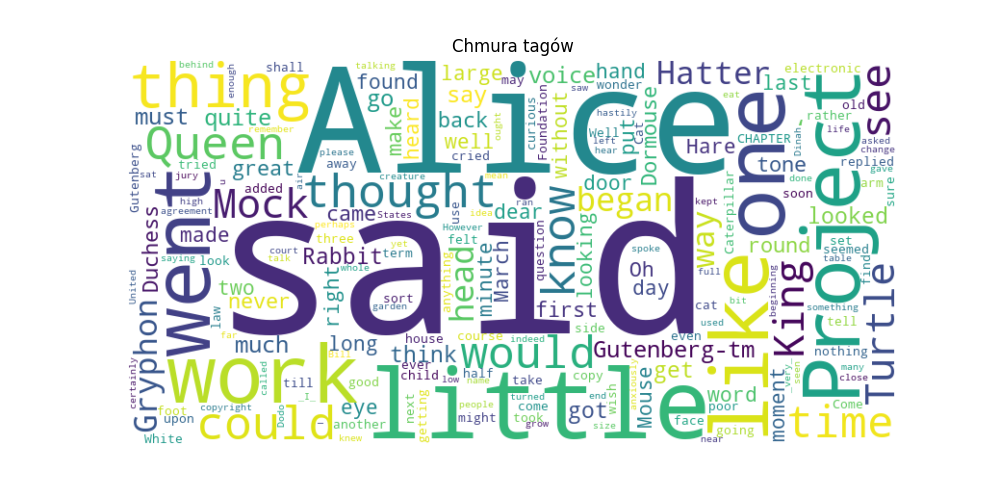 Chmura tagów
behind
shall
talking
may
large
voice
hand
Hatter
last
electronic
see
thing
enough
found
Alice
saw
wonder
say
go
heard
make
must
quite
back
well
curious
Foundation
without
Well
left
hear
put
cat
Dormouse
Hare
CHAPTER
Dinah
old
rather
life
Project
remember
Queen
ought
please
away
cried
tone
replied
asked
change
gave
one
tried
great
creature
mean
door
done
arm
sure
Gutenberg
sat
jury
air
thought
ran
began
kept
soon
high
added
Mock
use
idea
dear
know
looking
way
Caterpillar
looked
agreement
came
States
However
question
went
Duchess
made
perhaps
three
yet
felt
minute
March
said
spoke
round
set
seemed
court
Rabbit
term
anything
head
Oh
day
full
like
table
find
saying
look
talk
whole
United
two
right
sort
garden
first
cat
bit
beginning
King
something
Turtle
never
law
far
course
side
used
tell
Gryphon
much
long
house
indeed
even
many
nothing
work
Bill
think
would
Gutenberg-tm
_very_
seen
close
certainly
called
till
_I_
good
ever
child
low
half
name
take
copy
wish
get
moment
Come
foot
copyright
eye
next
getting
people
turned
end
Mouse
anxiously
word
poor
time
upon
could
Dodo
another
little
might
come
took
got
size
face
going
White
knew
grow
near